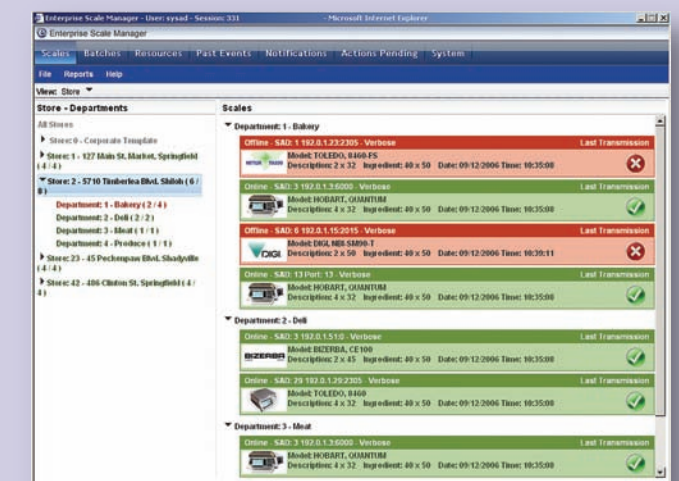 Enterprise Scale Manager - User: sysad - Session: 331 - Microsoft Internet Explorer
Enterprise Scale Manager
Scales Batches Resources Past Events Notifications Actions Pending System
File Reports Help
View: Store
Store - Departments
All Stores
Store: 0 - Corporate Template
Store: 1 - 127 Main St. Market, Springfield
(4 / 4)
Store: 2 - 5710 Timberlea Blvd. Shiloh (6 /
8)
Department: 1 - Bakery (2 / 4)
Department: 2 - Deli (2 / 2)
Department: 3 - Meat (1 / 1)
Department: 4 - Produce (1 / 1)
Store: 23 - 45 Peckenpaw Blvd. Shadyville
(4 / 4)
Store: 42 - 486 Clinton St. Springfield (4 /
4)
Scales
Department: 1 - Bakery
Offline - SAD: 1 192.0.1.23:2305 - Verbose Last Transmission
METTLER TOLEDO
Model: TOLEDO, 8460-FS
Description: 2 x 32 Ingredient: 40 x 50 Date: 09/12/2006 Time: 10:35:08
Online - SAD: 3 192.0.1.3:6000 - Verbose Last Transmission
Model: HOBART, QUANTUM
Description: 4 x 32 Ingredient: 40 x 50 Date: 09/12/2006 Time: 10:35:08
Offline - SAD: 6 192.0.1.15:2015 - Verbose Last Transmission
DIGI
Model: DIGI, NBI-SM90-T
Description: 2 x 50 Ingredient: 40 x 50 Date: 09/12/2006 Time: 10:39:11
Online - SAD: 13 Port: 13 - Verbose Last Transmission
Model: HOBART, QUANTUM
Description: 4 x 32 Ingredient: 40 x 50 Date: 09/12/2006 Time: 10:35:08
Department: 2 - Deli
Online - SAD: 3 192.0.1.51:0 - Verbose Last Transmission
BIZERBA
Model: BIZERBA, CE100
Description: 2 x 45 Ingredient: 40 x 50 Date: 09/12/2006 Time: 10:35:08
Online - SAD: 29 192.0.1.29:2305 - Verbose Last Transmission
Model: TOLEDO, 8460
Description: 4 x 32 Ingredient: 40 x 50 Date: 09/12/2006 Time: 10:35:08
Department: 3 - Meat
Online - SAD: 3 192.0.1.3:6000 - Verbose Last Transmission
Model: HOBART, QUANTUM
Description: 4 x 32 Ingredient: 40 x 50 Date: 09/12/2006 Time: 10:35:08